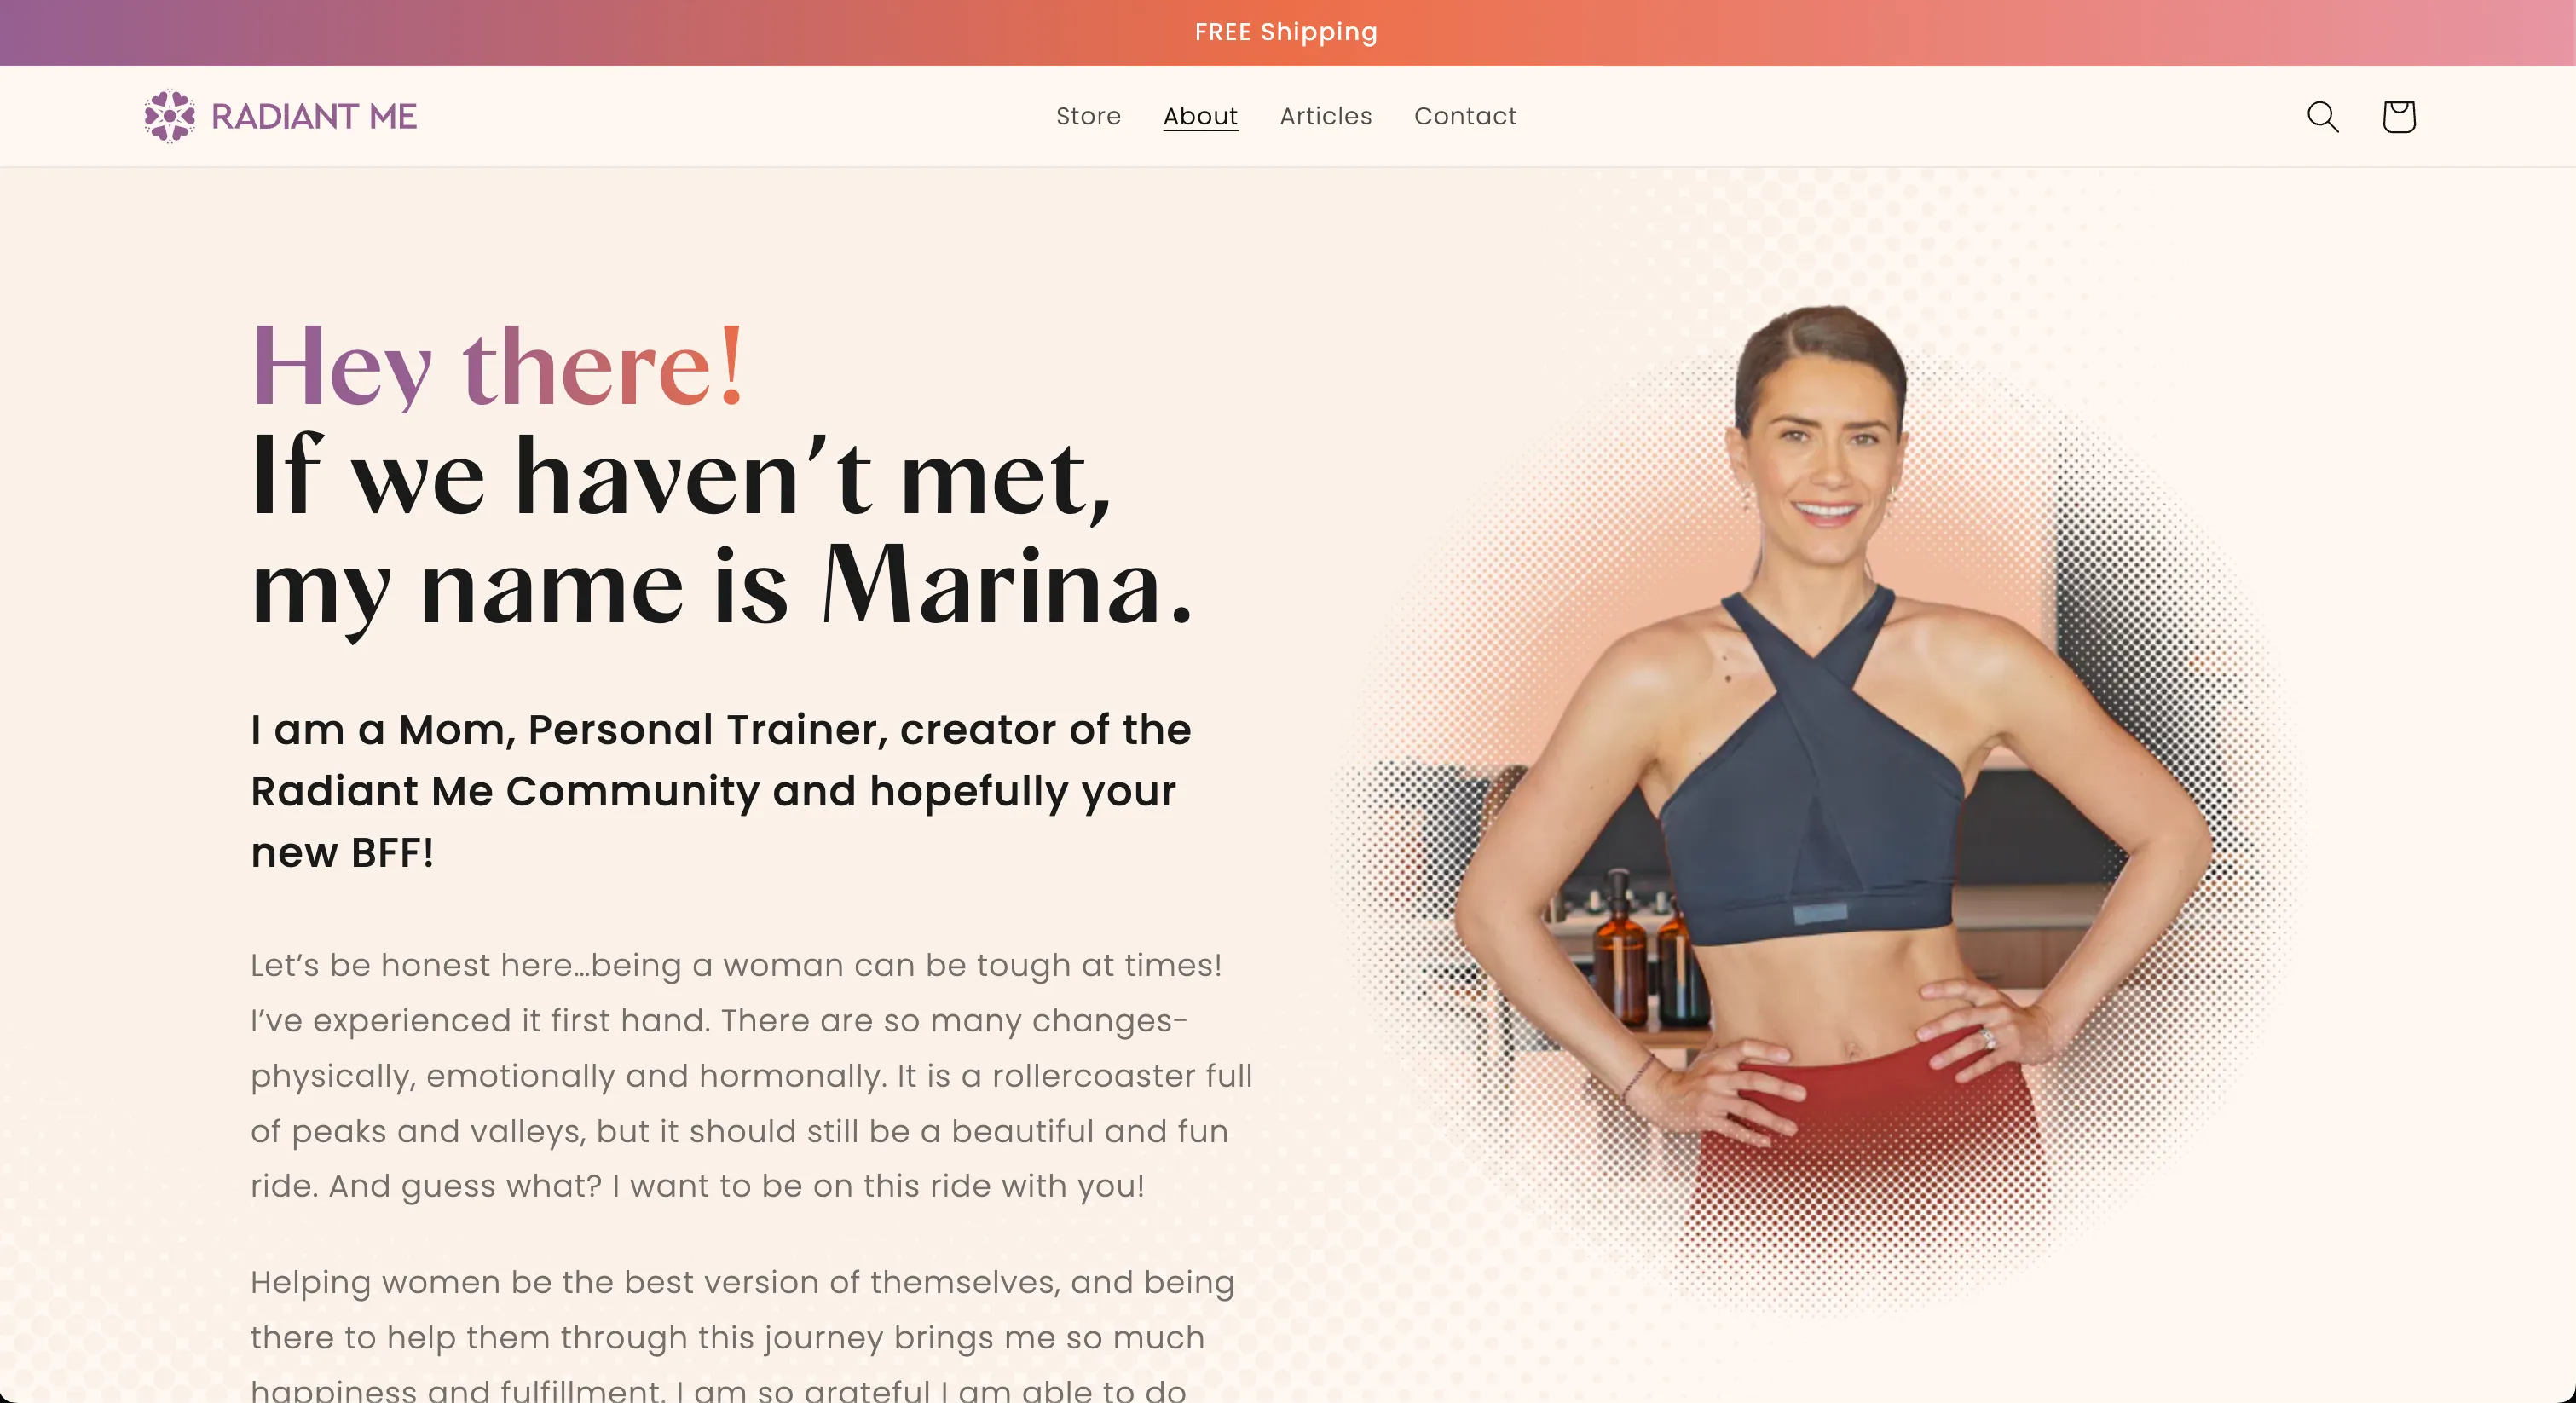 FREE Shipping
RADIANT ME
Store About Articles Contact
Hey there!
If we haven’t met,
my name is Marina.
I am a Mom, Personal Trainer, creator of the
Radiant Me Community and hopefully your
new BFF!
Let’s be honest here…being a woman can be tough at times!
I’ve experienced it first hand. There are so many changes-
physically, emotionally and hormonally. It is a rollercoaster full
of peaks and valleys, but it should still be a beautiful and fun
ride. And guess what? I want to be on this ride with you!
Helping women be the best version of themselves, and being
there to help them through this journey brings me so much
happiness and fulfillment. I am so grateful I am able to do